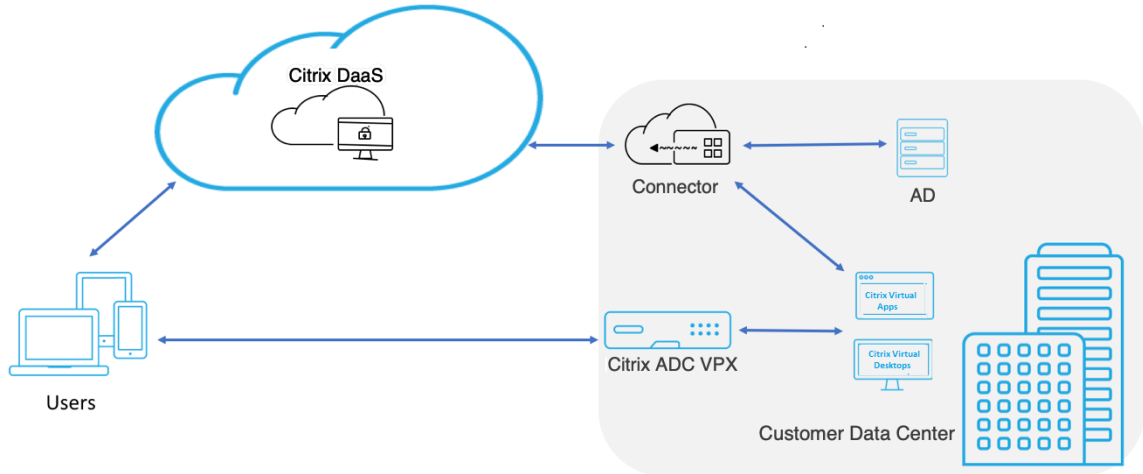 Citrix DaaS
Connector
AD
Citrix Virtual
Apps
Citrix ADC VPX
Citrix Virtual
Desktops
Users
Customer Data Center